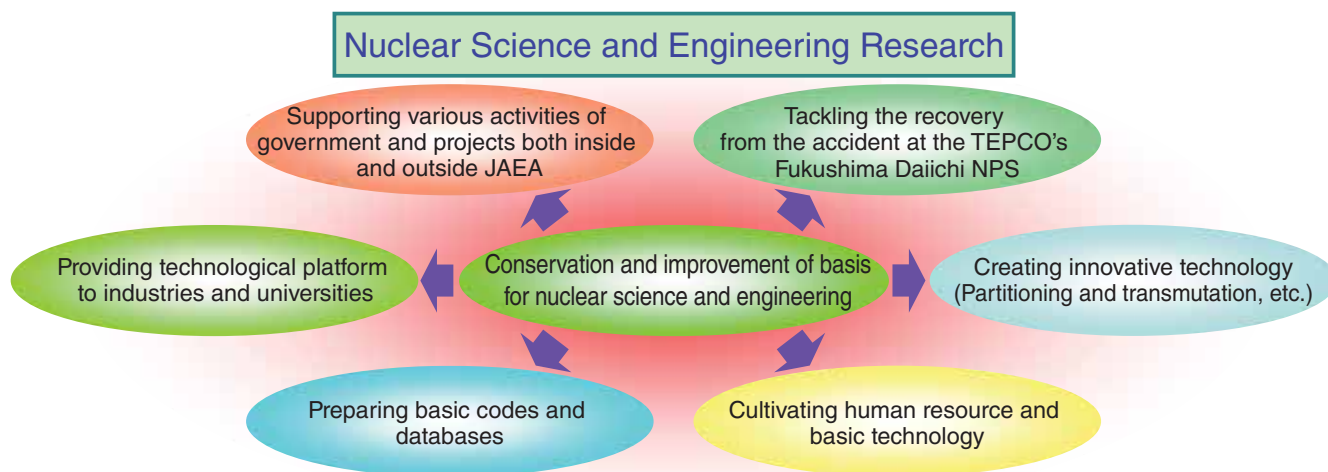 Nuclear Science and Engineering Research
Supporting various activities of
government and projects both inside
and outside JAEA
Tackling the recovery
from the accident at the TEPCO's
Fukushima Daiichi NPS
Providing technological platform
to industries and universities
Conservation and improvement of basis
for nuclear science and engineering
Creating innovative technology
(Partitioning and transmutation, etc.)
Preparing basic codes and
databases
Cultivating human resource and
basic technology